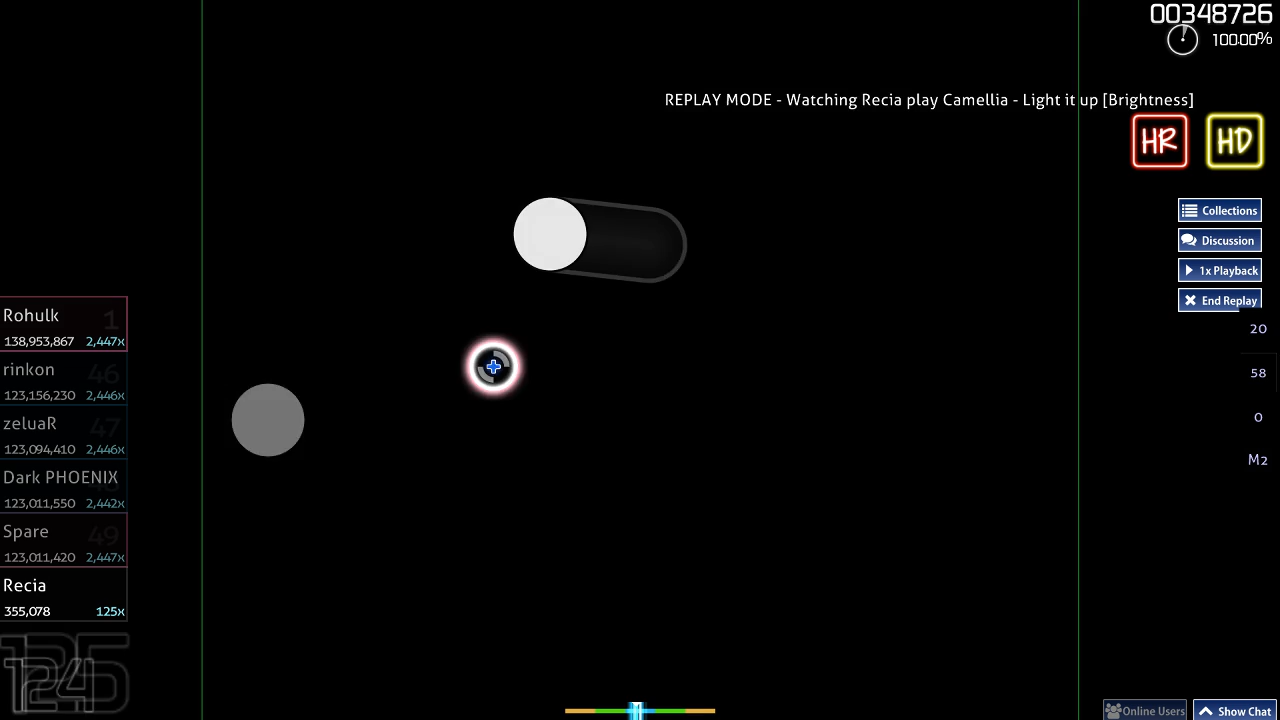 00348726
100.00%
REPLAY MODE - Watching Recia play Camellia - Light it up [Brightness]
HR HD
Collections
Discussion
1x Playback
End Replay
20
58
0
M2
Rohulk 1
138,953,867 2,447x
rinkon 46
123,156,230 2,446x
zeluaR 47
123,094,410 2,446x
Dark PHOENIX
123,011,550 2,442x
Spare 49
123,011,420 2,447x
Recia
355,078 125x
125
124
Online Users
Show Chat